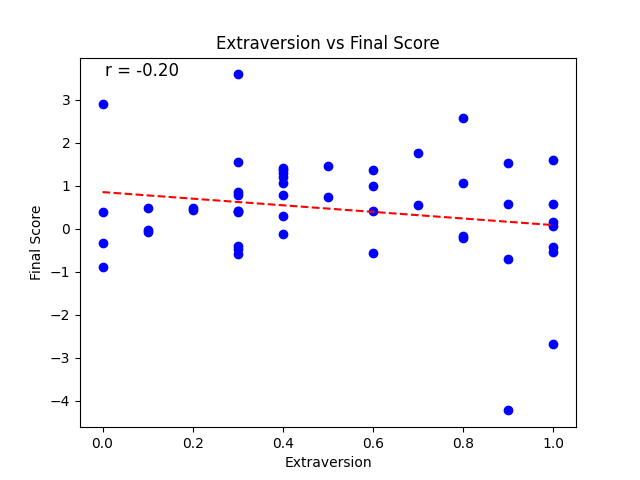 Extraversion vs Final Score
r = -0.20
Final Score
3
2
1
0
−1
−2
−3
−4
0.0 0.2 0.4 0.6 0.8 1.0
Extraversion